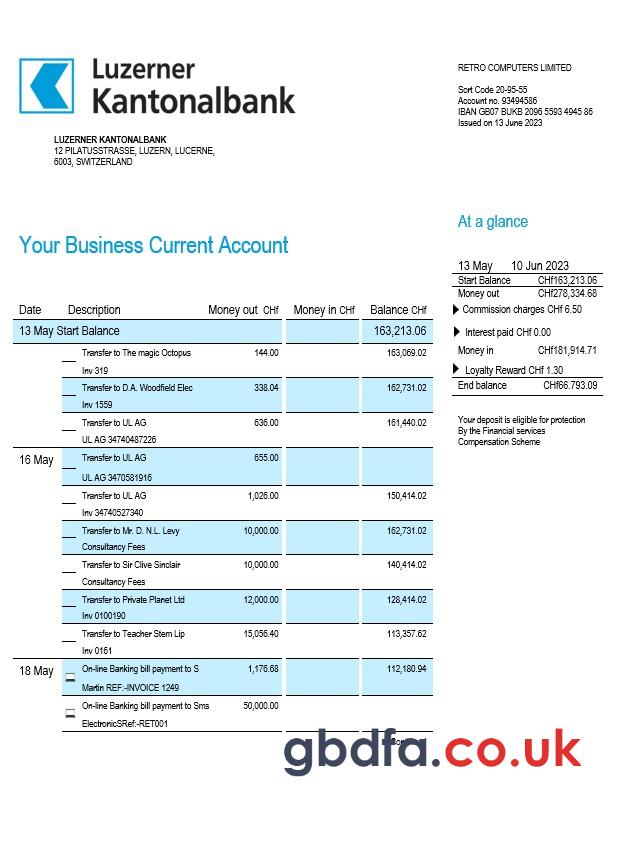 Luzerner
Kantonalbank
LUZERNER KANTONALBANK
12 PILATUSSTRASSE, LUZERN, LUCERNE,
6003, SWITZERLAND
RETRO COMPUTERS LIMITED
Sort Code 20-95-55
Account no. 93494586
IBAN GB07 BUKB 2096 5593 4945 86
Issued on 13 June 2023
Your Business Current Account
At a glance
13 May 10 Jun 2023
Start Balance CHf163,213.06
Money out CHf278,334.68
Commission charges CHf 6.50
Interest paid CHf 0.00
Money in CHf181,914.71
Loyalty Reward CHf 1.30
End balance CHf66.793.09
Your deposit is eligible for protection
By the Financial services
Compensation Scheme
Date Description Money out CHf Money in CHf Balance CHf
13 May Start Balance 163,213.06
Transfer to The magic Octopus 144.00 163,069.02
Inv 319
Transfer to D.A. Woodfield Elec 338.04 162,731.02
Inv 1559
Transfer to UL AG 636.00 161,440.02
UL AG 34740487226
16 May Transfer to UL AG 655.00
UL AG 3470581916
Transfer to UL AG 1,026.00 150,414.02
Inv 34740527340
Transfer to Mr. D. N.L. Levy 10,000.00 162,731.02
Consultancy Fees
Transfer to Sir Clive Sinclair 10,000.00 140,414.02
Consultancy Fees
Transfer to Private Planet Ltd 12,000.00 128,414.02
Inv 0100190
Transfer to Teacher Stem Lip 15,056.40 113,357.62
Inv 0161
18 May On-line Banking bill payment to S 1,176.68 112,180.94
Martin REF:-INVOICE 1249
On-line Banking bill payment to Sms 50,000.00
ElectronicSRef:-RET001
gbdfa.co.uk